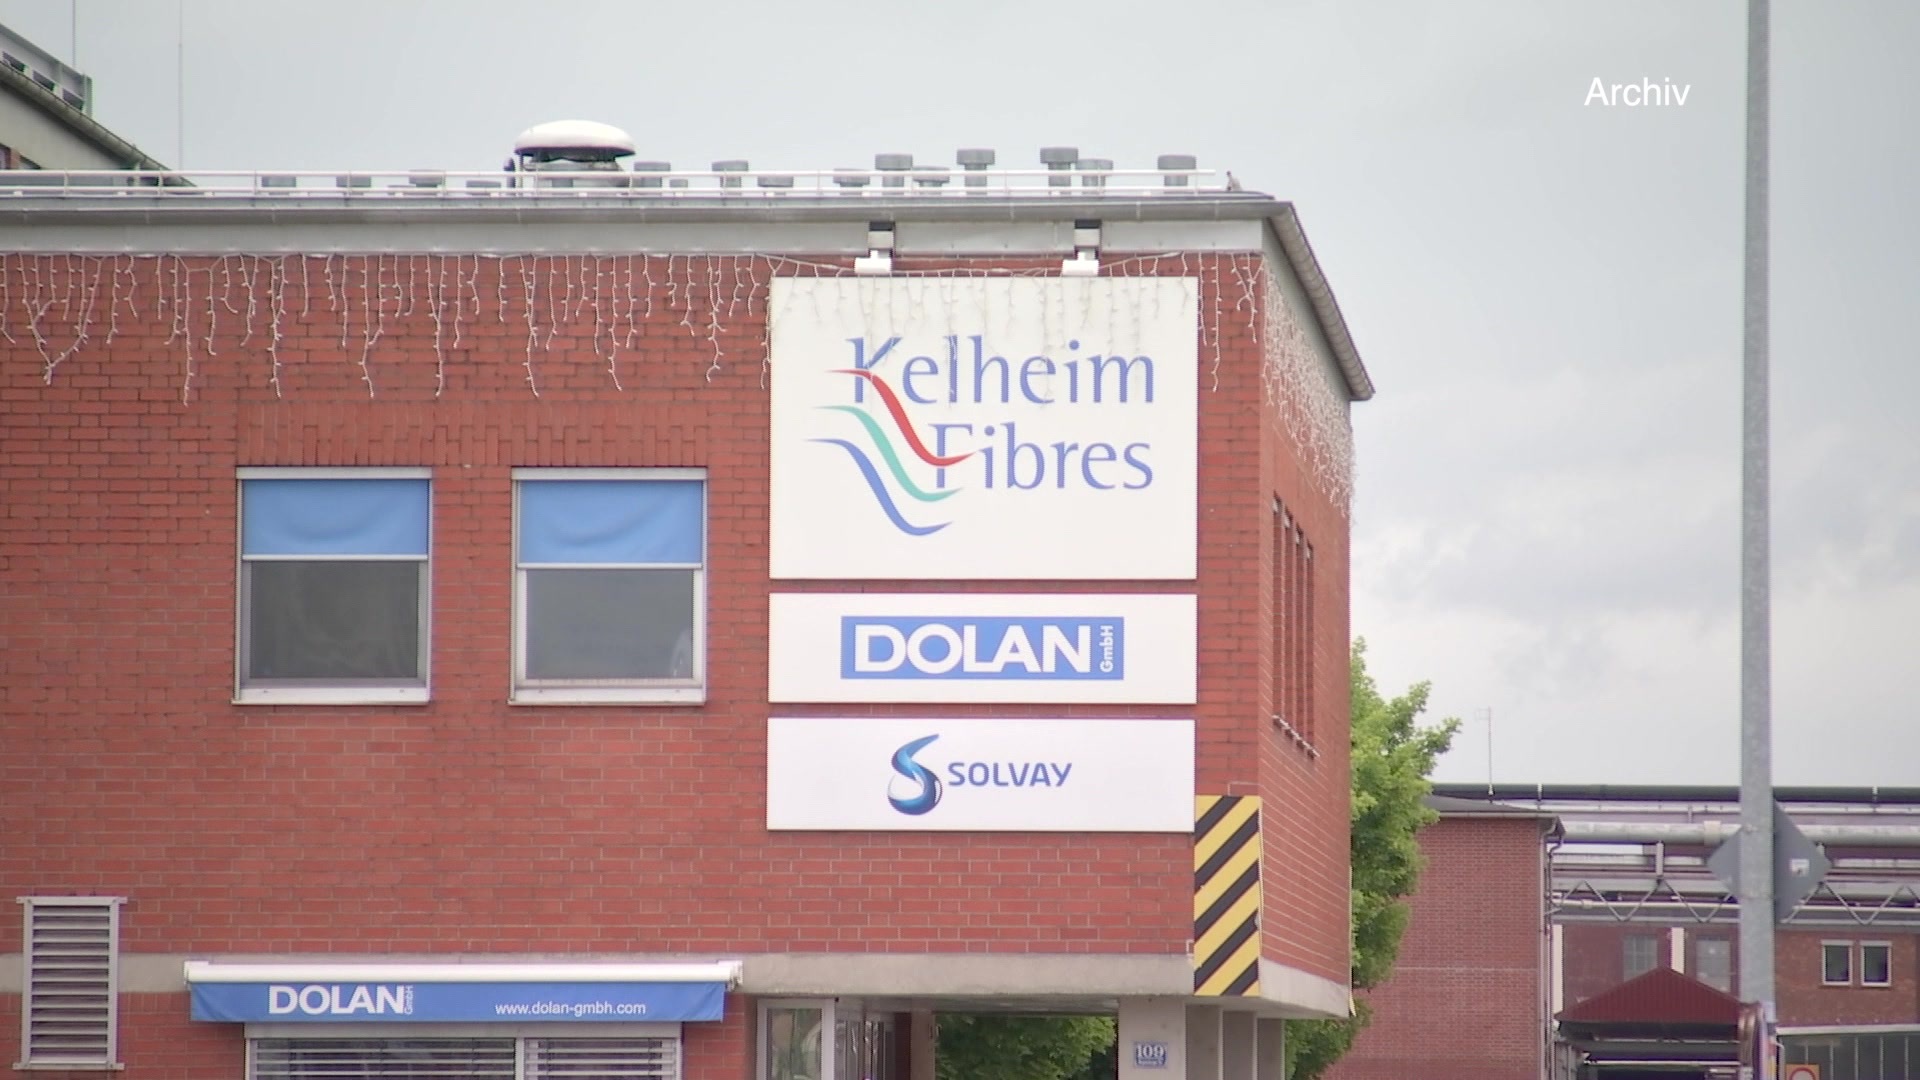 Archiv
Kelheim
Fibres
DOLAN GmbH
SOLVAY
DOLAN GmbH www.dolan-gmbh.com
109